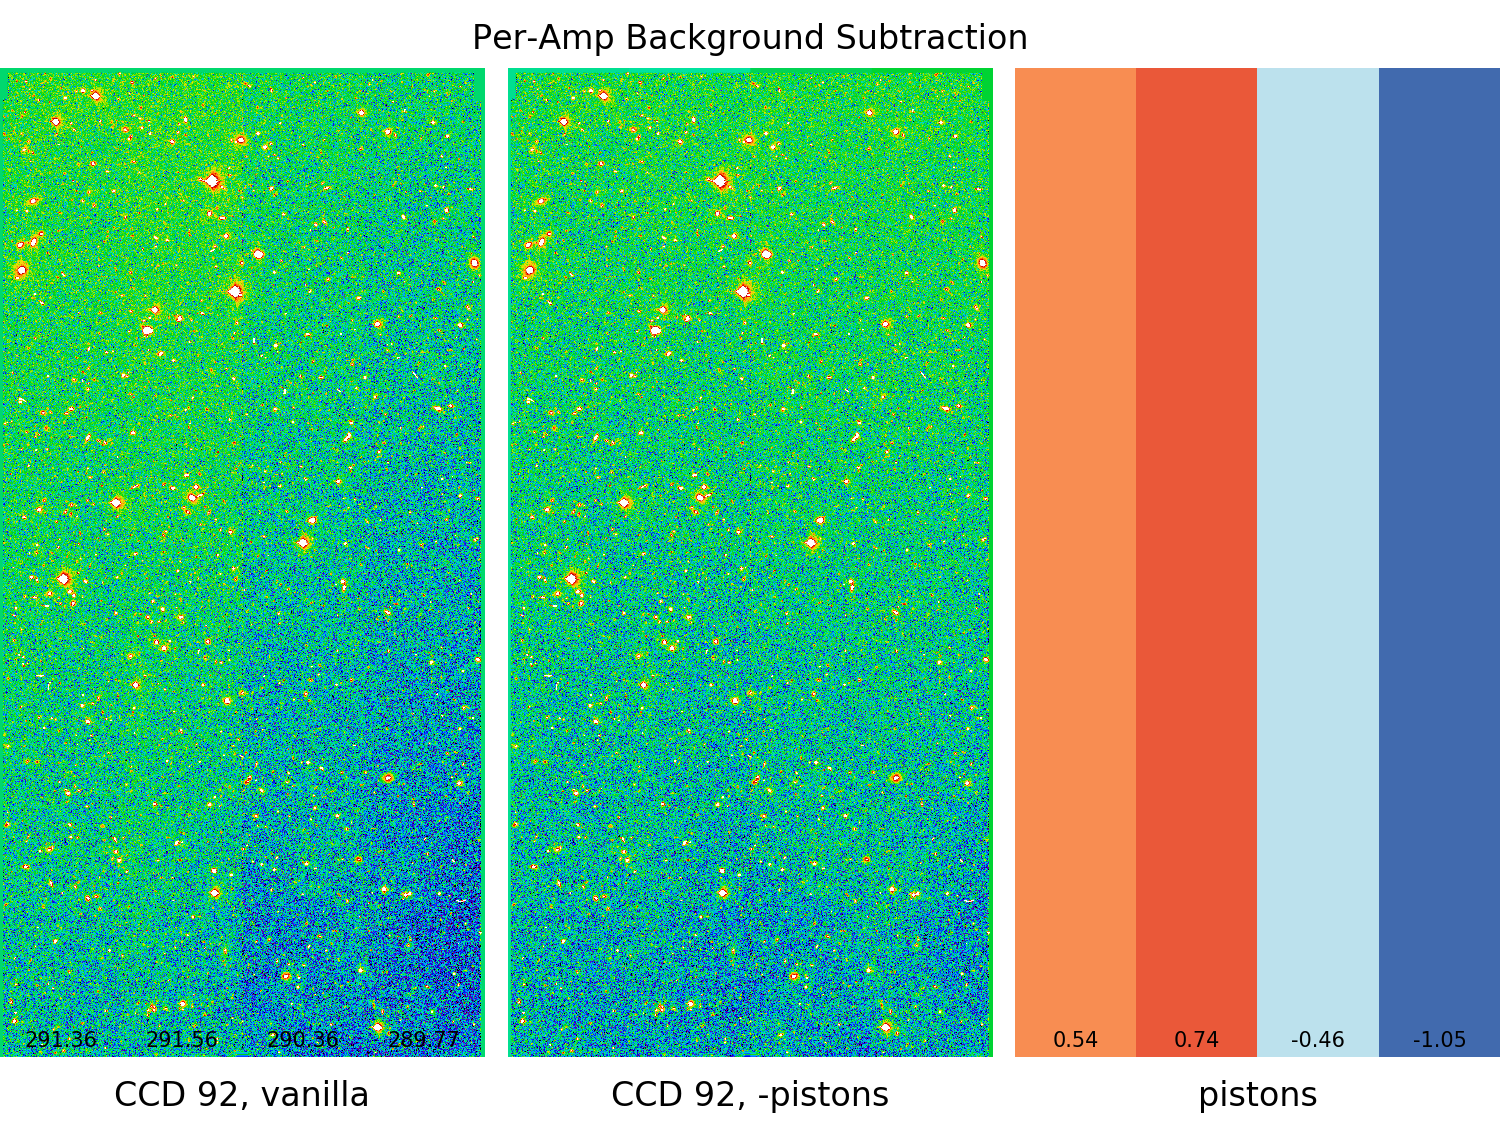 Per-Amp Background Subtraction
291.36 291.56 290.36 289.77
0.54 0.74 -0.46 -1.05
CCD 92, vanilla
CCD 92, -pistons
pistons